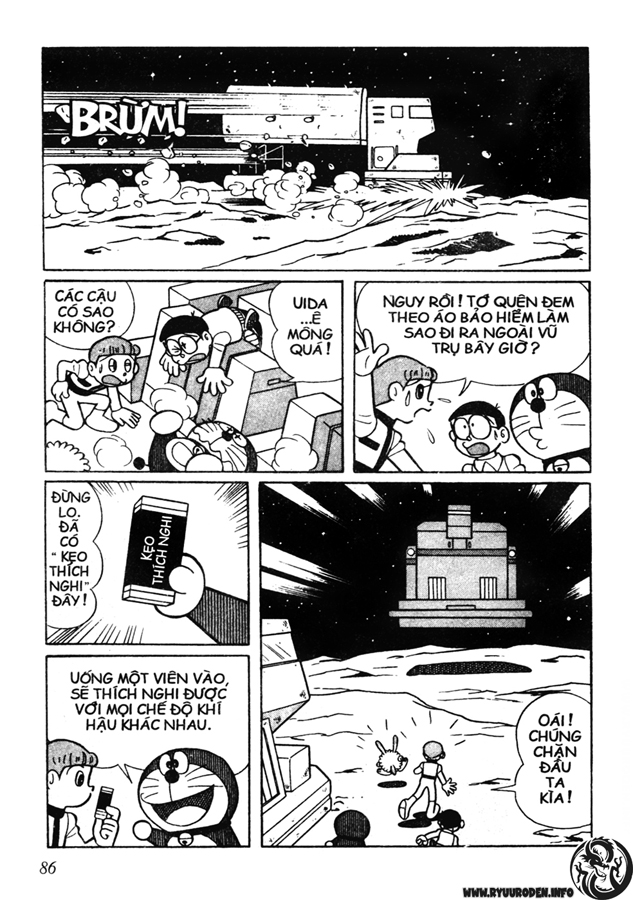 BRỪM!
CÁC CẬU
CÓ SAO
KHÔNG?
UIDA
...Ê
MÔNG
QUÁ!
NGUY RỒI! TỚ QUÊN ĐEM
THEO ÁO BẢO HIỂM LÀM
SAO ĐI RA NGOÀI VŨ
TRỤ BÂY GIỜ?
ĐỪNG
LO.
ĐÃ
CÓ
"KẸO
THÍCH
NGHI"
ĐÂY!
KẸO
THÍCH NGHI
UỐNG MỘT VIÊN VÀO,
SẼ THÍCH NGHI ĐƯỢC
VỚI MỌI CHẾ ĐỘ KHÍ
HẬU KHÁC NHAU.
OÁI!
CHÚNG
CHẶN
ĐẦU
TA
KÌA!
86
WWW.RYUURODEN.INFO